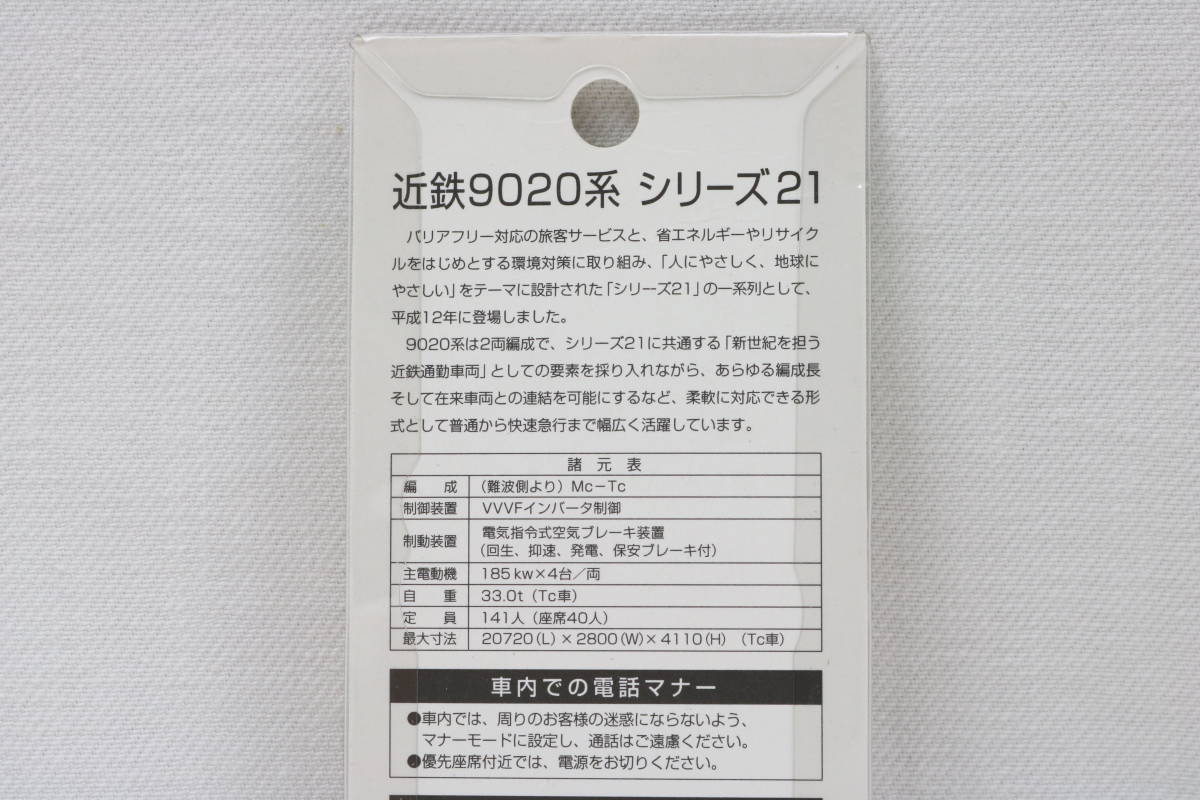 近鉄9020系 シリーズ21
バリアフリー対応の旅客サービスと、省エネルギーやリサイク
ルをはじめとする環境対策に取り組み、「人にやさしく、地球に
やさしい」をテーマに設計された「シリーズ21」の一系列として、
平成12年に登場しました。
9020系は2両編成で、シリーズ21に共通する「新世紀を担う
近鉄通勤車両」としての要素を採り入れながら、あらゆる編成長
そして在来車両との連結を可能にするなど、柔軟に対応できる形
式として普通から快速急行まで幅広く活躍しています。
諸 元 表
編 成 （難波側より）Mc−Tc
制御装置 VVVFインバータ制御
制動装置 電気指令式空気ブレーキ装置
（回生、抑速、発電、保安ブレーキ付）
主電動機 185kw×4台／両
自 重 33.0t（Tc車）
定 員 141人（座席40人）
最大寸法 20720(L)×2800(W)×4110(H) （Tc車）
車内での電話マナー
●車内では、周りのお客様の迷惑にならないよう、
マナーモードに設定し、通話はご遠慮ください。
●優先座席付近では、電源をお切りください。